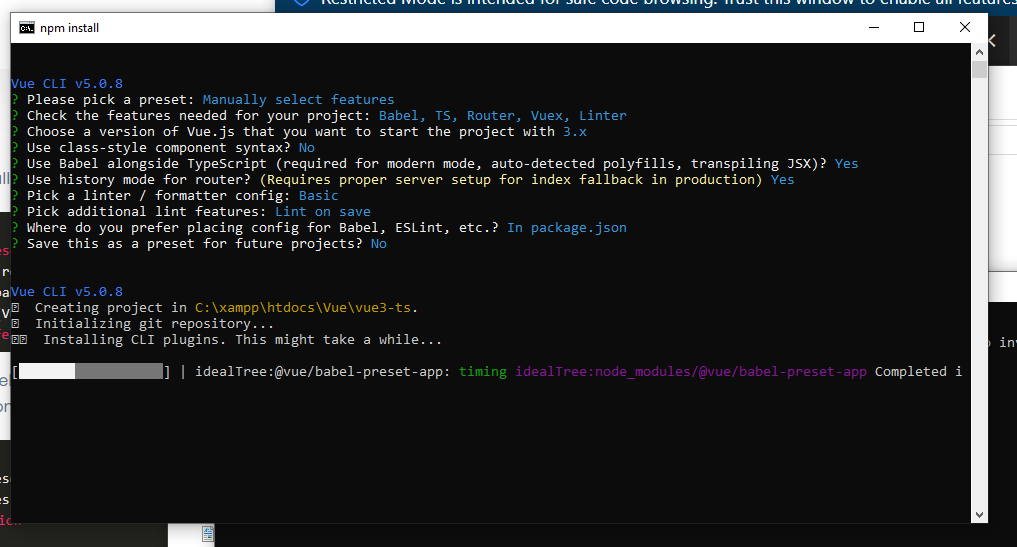 Restricted Mode is intended for safe code browsing. Trust this window to enable all features
npm install
Vue CLI v5.0.8
? Please pick a preset: Manually select features
? Check the features needed for your project: Babel, TS, Router, Vuex, Linter
? Choose a version of Vue.js that you want to start the project with 3.x
? Use class-style component syntax? No
? Use Babel alongside TypeScript (required for modern mode, auto-detected polyfills, transpiling JSX)? Yes
? Use history mode for router? (Requires proper server setup for index fallback in production) Yes
? Pick a linter / formatter config: Basic
? Pick additional lint features: Lint on save
? Where do you prefer placing config for Babel, ESLint, etc.? In package.json
? Save this as a preset for future projects? No
Vue CLI v5.0.8
Creating project in C:\xampp\htdocs\Vue\vue3-ts.
Initializing git repository...
Installing CLI plugins. This might take a while...
[ ] | idealTree:@vue/babel-preset-app: timing idealTree:node_modules/@vue/babel-preset-app Completed i